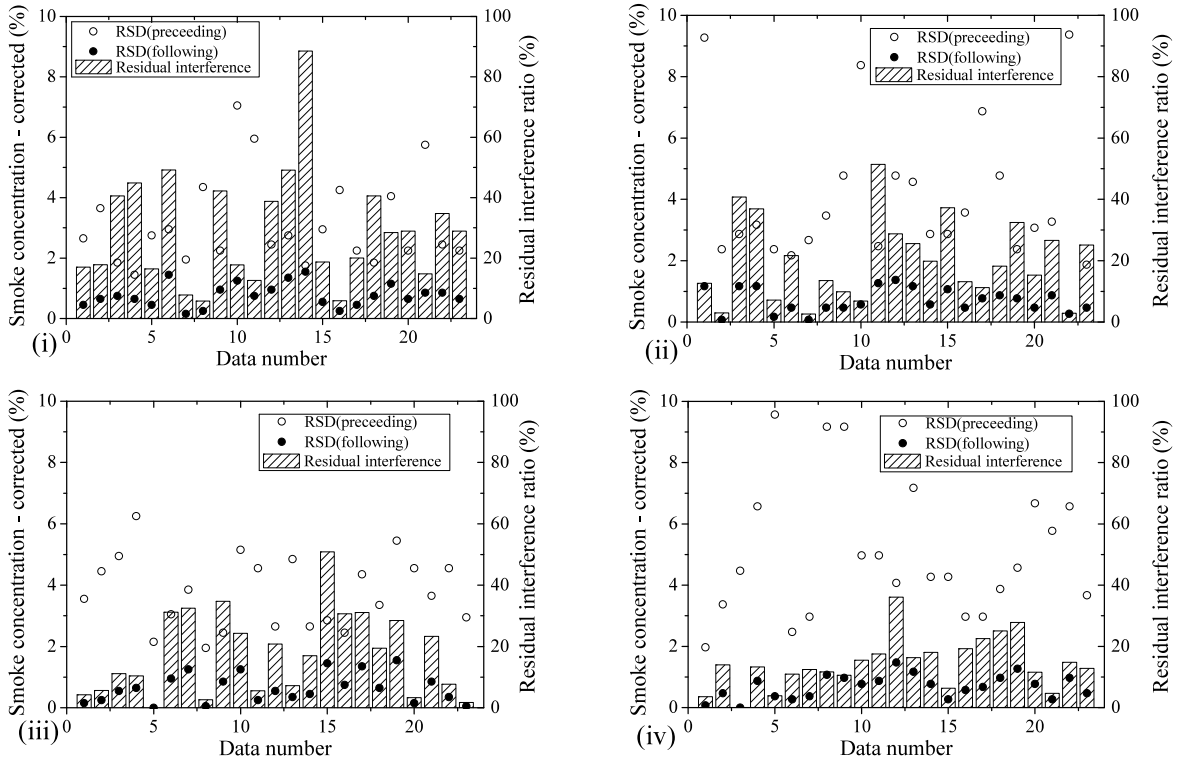 Smoke concentration - corrected (%)
10
8
6
4
2
0
RSD(preceeding)
RSD(following)
Residual interference
100
80
60
40
20
0
Residual interference ratio (%)
0 5 10 15 20
Data number
(i)
Smoke concentration - corrected (%)
10
8
6
4
2
0
RSD(preceeding)
RSD(following)
Residual interference
100
80
60
40
20
0
Residual interference ratio (%)
0 5 10 15 20
Data number
(ii)
Smoke concentration - corrected (%)
10
8
6
4
2
0
RSD(preceeding)
RSD(following)
Residual interference
100
80
60
40
20
0
Residual interference ratio (%)
0 5 10 15 20
Data number
(iii)
Smoke concentration - corrected (%)
10
8
6
4
2
0
RSD(preceeding)
RSD(following)
Residual interference
100
80
60
40
20
0
Residual interference ratio (%)
0 5 10 15 20
Data number
(iv)